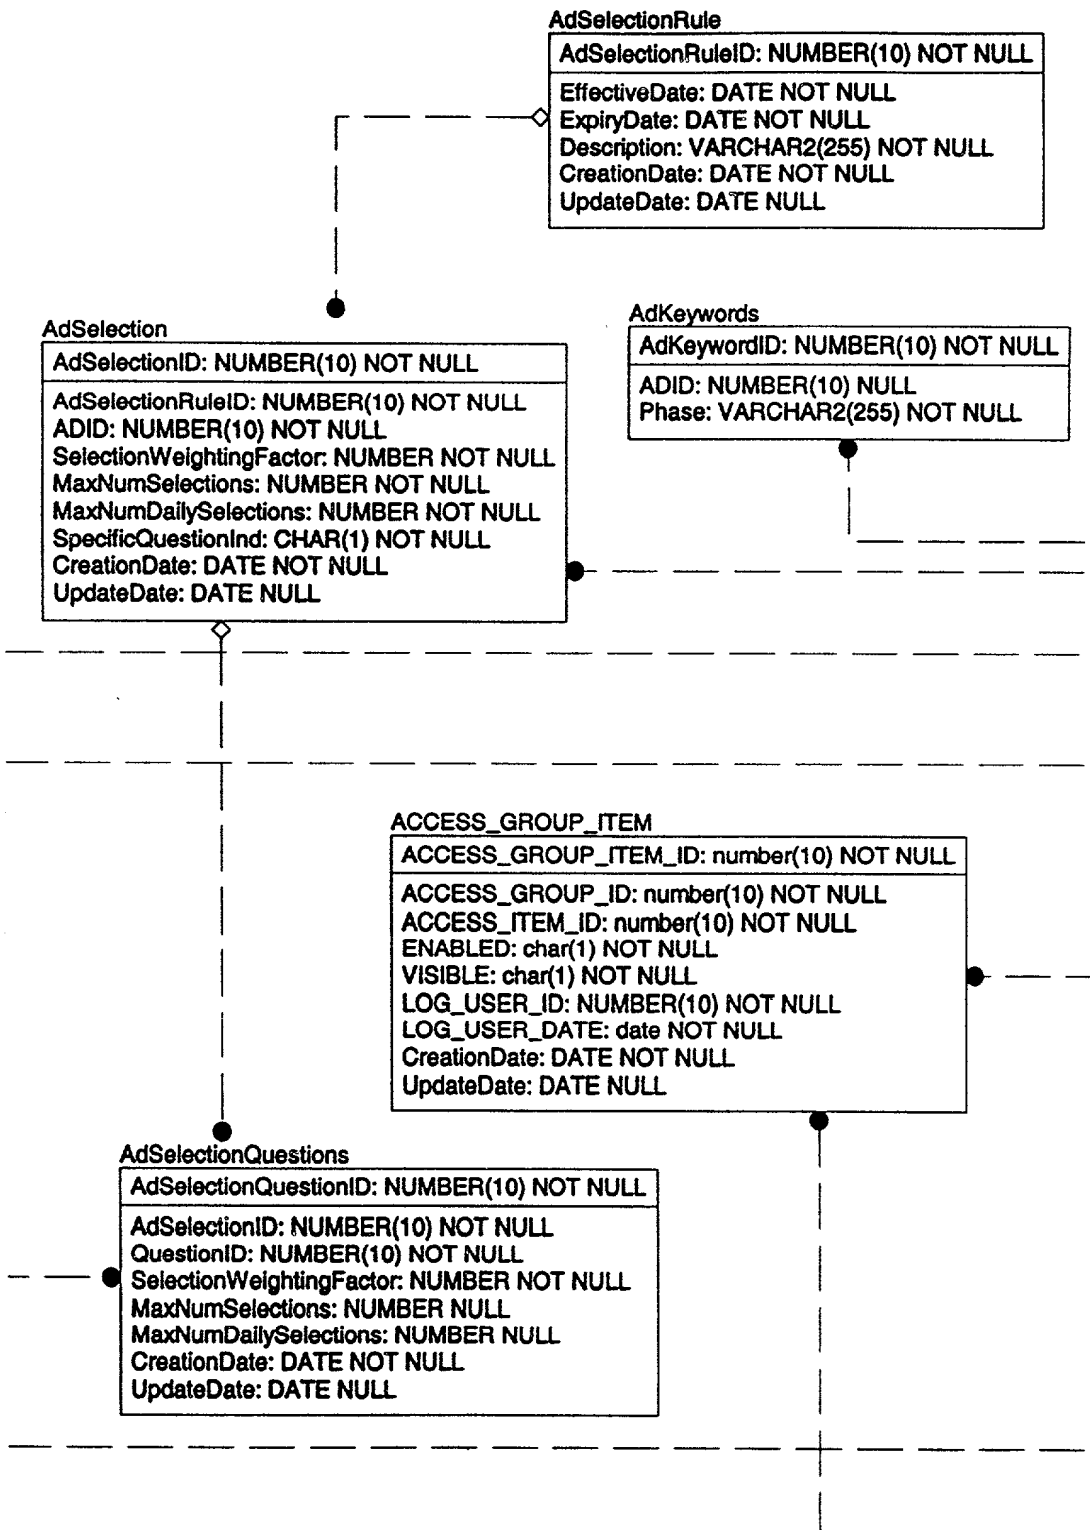 AdSelectionRule
AdSelectionRuleID: NUMBER(10) NOT NULL
EffectiveDate: DATE NOT NULL
ExpiryDate: DATE NOT NULL
Description: VARCHAR2(255) NOT NULL
CreationDate: DATE NOT NULL
UpdateDate: DATE NULL
AdSelection
AdSelectionID: NUMBER(10) NOT NULL
AdSelectionRuleID: NUMBER(10) NOT NULL
ADID: NUMBER(10) NOT NULL
SelectionWeightingFactor: NUMBER NOT NULL
MaxNumSelections: NUMBER NOT NULL
MaxNumDailySelections: NUMBER NOT NULL
SpecificQuestionInd: CHAR(1) NOT NULL
CreationDate: DATE NOT NULL
UpdateDate: DATE NULL
AdKeywords
AdKeywordID: NUMBER(10) NOT NULL
ADID: NUMBER(10) NULL
Phase: VARCHAR2(255) NOT NULL
ACCESS_GROUP_ITEM
ACCESS_GROUP_ITEM_ID: number(10) NOT NULL
ACCESS_GROUP_ID: number(10) NOT NULL
ACCESS_ITEM_ID: number(10) NOT NULL
ENABLED: char(1) NOT NULL
VISIBLE: char(1) NOT NULL
LOG_USER_ID: NUMBER(10) NOT NULL
LOG_USER_DATE: date NOT NULL
CreationDate: DATE NOT NULL
UpdateDate: DATE NULL
AdSelectionQuestions
AdSelectionQuestionID: NUMBER(10) NOT NULL
AdSelectionID: NUMBER(10) NOT NULL
QuestionID: NUMBER(10) NOT NULL
SelectionWeightingFactor: NUMBER NOT NULL
MaxNumSelections: NUMBER NULL
MaxNumDailySelections: NUMBER NULL
CreationDate: DATE NOT NULL
UpdateDate: DATE NULL